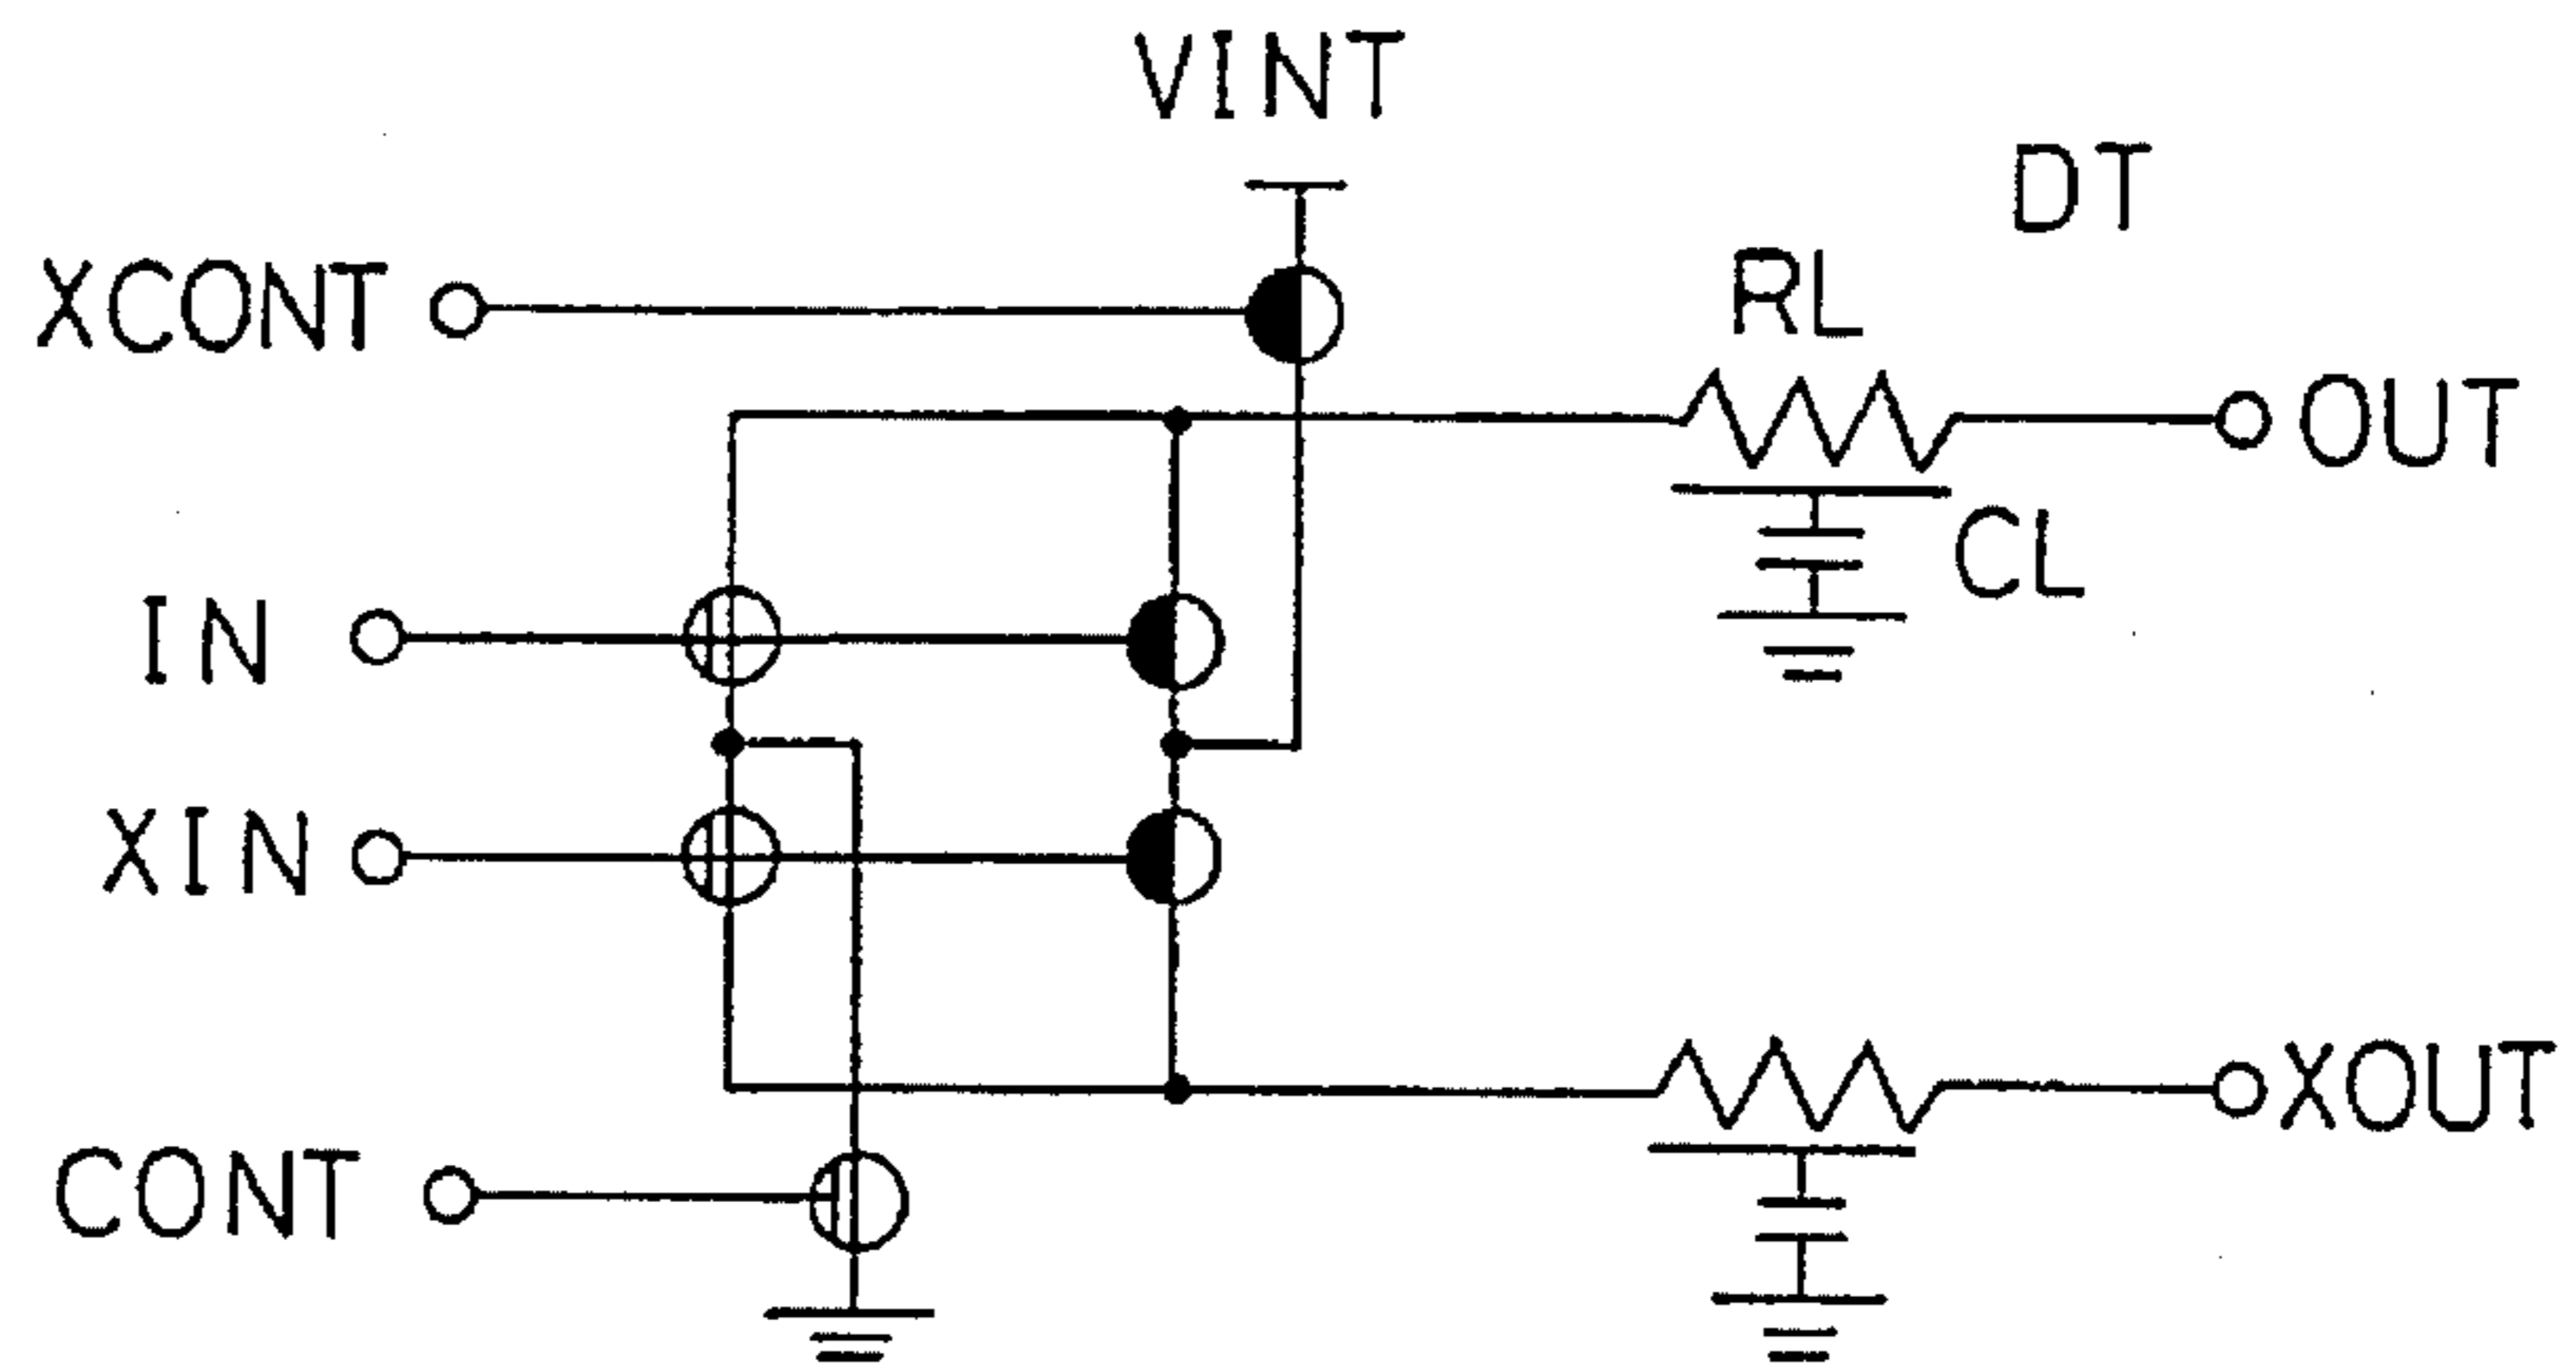 VINT
DT
XCONT
RL
OUT
CL
IN
XIN
XOUT
CONT